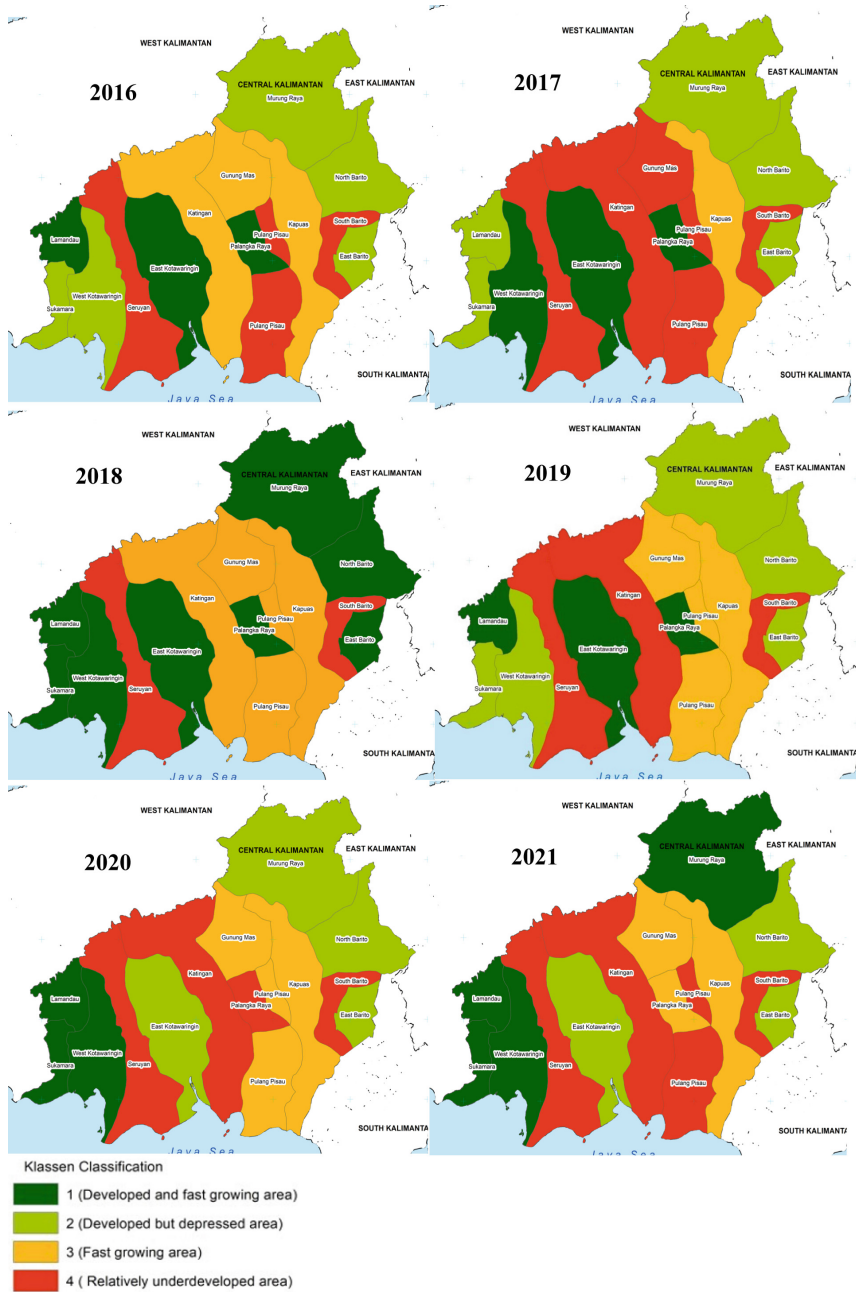 WEST KALIMANTAN
2016
CENTRAL KALIMANTAN
EAST KALIMANTAN
Murung Raya
Gunung Mas
North Barito
Katingan
Kapuas
South Barito
Lamandau
Pulang Pisau
Palangka Raya
East Barito
East Kotawaringin
West Kotawaringin
Sukamara
Seruyan
Pulang Pisau
SOUTH KALIMANTA
Java Sea
WEST KALIMANTAN
2017
CENTRAL KALIMANTAN
EAST KALIMANTAN
Murung Raya
Gunung Mas
North Barito
Katingan
Kapuas
South Barito
Lamandau
Pulang Pisau
Palangka Raya
East Barito
East Kotawaringin
West Kotawaringin
Sukamara
Seruyan
Pulang Pisau
SOUTH KALIMANTAN
Java Sea
WEST KALIMANTAN
2018
CENTRAL KALIMANTAN
EAST KALIMANTAN
Murung Raya
Gunung Mas
North Barito
Katingan
Kapuas
South Barito
Lamandau
Pulang Pisau
Palangka Raya
East Barito
East Kotawaringin
West Kotawaringin
Sukamara
Seruyan
Pulang Pisau
SOUTH KALIMANTA
Java Sea
WEST KALIMANTAN
2019
CENTRAL KALIMANTAN
EAST KALIMANTAN
Murung Raya
Gunung Mas
North Barito
Katingan
Kapuas
South Barito
Lamandau
Pulang Pisau
Palangka Raya
East Barito
East Kotawaringin
West Kotawaringin
Sukamara
Seruyan
Pulang Pisau
SOUTH KALIMANTAN
Java Sea
WEST KALIMANTAN
2020
CENTRAL KALIMANTAN
EAST KALIMANTAN
Murung Raya
Gunung Mas
North Barito
Katingan
Kapuas
South Barito
Lamandau
Pulang Pisau
Palangka Raya
East Barito
East Kotawaringin
West Kotawaringin
Sukamara
Seruyan
Pulang Pisau
SOUTH KALIMANTAN
Java Sea
WEST KALIMANTAN
2021
CENTRAL KALIMANTAN
EAST KALIMANTAN
Murung Raya
Gunung Mas
North Barito
Katingan
Kapuas
South Barito
Lamandau
Pulang Pisau
Palangka Raya
East Barito
East Kotawaringin
West Kotawaringin
Sukamara
Seruyan
Pulang Pisau
SOUTH KALIMANTAN
Java Sea
Klassen Classification
1 (Developed and fast growing area)
2 (Developed but depressed area)
3 (Fast growing area)
4 ( Relatively underdeveloped area)